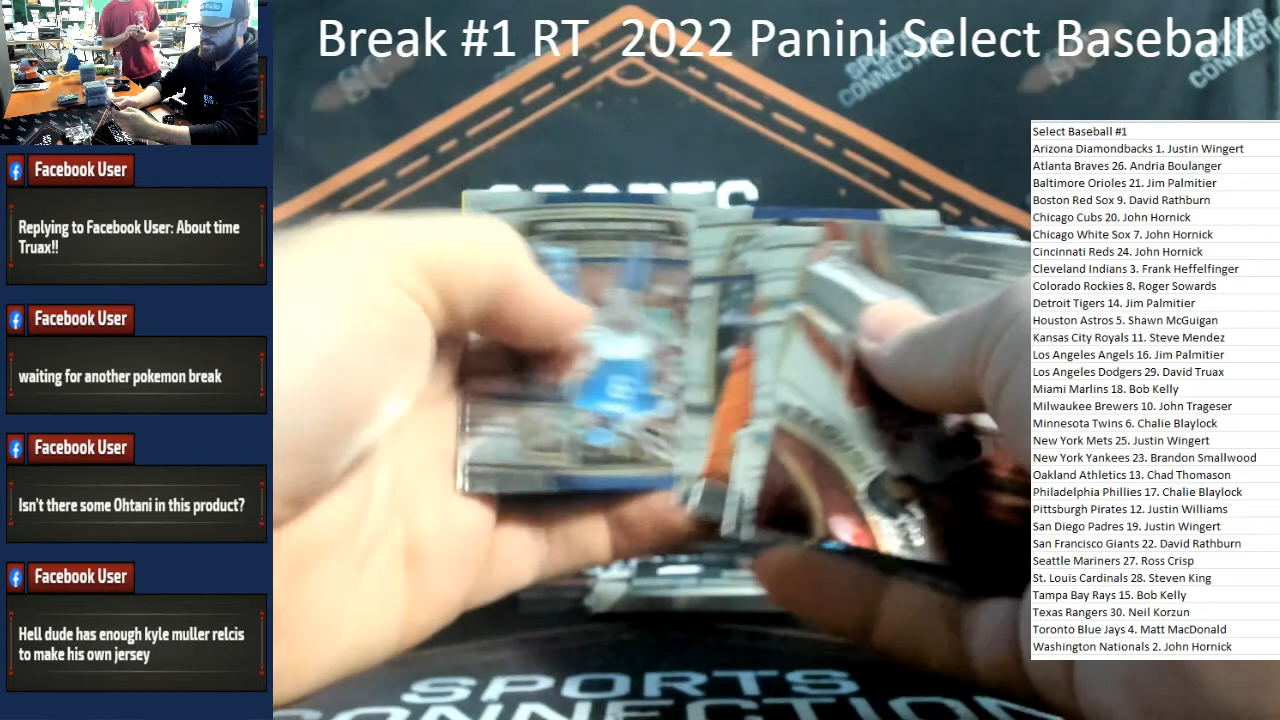 Break #1 RT 2022 Panini Select Baseball
Facebook User
Replying to Facebook User: About time
Truax!!
Facebook User
waiting for another pokemon break
Facebook User
Isn't there some Ohtani in this product?
Facebook User
Hell dude has enough kyle muller relcis
to make his own jersey
SPORTS
CONNECTION
SPORTS
CONNECTION
SPORTS
SPORTS
CONNECTION
Select Baseball #1
Arizona Diamondbacks 1. Justin Wingert
Atlanta Braves 26. Andria Boulanger
Baltimore Orioles 21. Jim Palmitier
Boston Red Sox 9. David Rathburn
Chicago Cubs 20. John Hornick
Chicago White Sox 7. John Hornick
Cincinnati Reds 24. John Hornick
Cleveland Indians 3. Frank Heffelfinger
Colorado Rockies 8. Roger Sowards
Detroit Tigers 14. Jim Palmitier
Houston Astros 5. Shawn McGuigan
Kansas City Royals 11. Steve Mendez
Los Angeles Angels 16. Jim Palmitier
Los Angeles Dodgers 29. David Truax
Miami Marlins 18. Bob Kelly
Milwaukee Brewers 10. John Trageser
Minnesota Twins 6. Chalie Blaylock
New York Mets 25. Justin Wingert
New York Yankees 23. Brandon Smallwood
Oakland Athletics 13. Chad Thomason
Philadelphia Phillies 17. Chalie Blaylock
Pittsburgh Pirates 12. Justin Williams
San Diego Padres 19. Justin Wingert
San Francisco Giants 22. David Rathburn
Seattle Mariners 27. Ross Crisp
St. Louis Cardinals 28. Steven King
Tampa Bay Rays 15. Bob Kelly
Texas Rangers 30. Neil Korzun
Toronto Blue Jays 4. Matt MacDonald
Washington Nationals 2. John Hornick